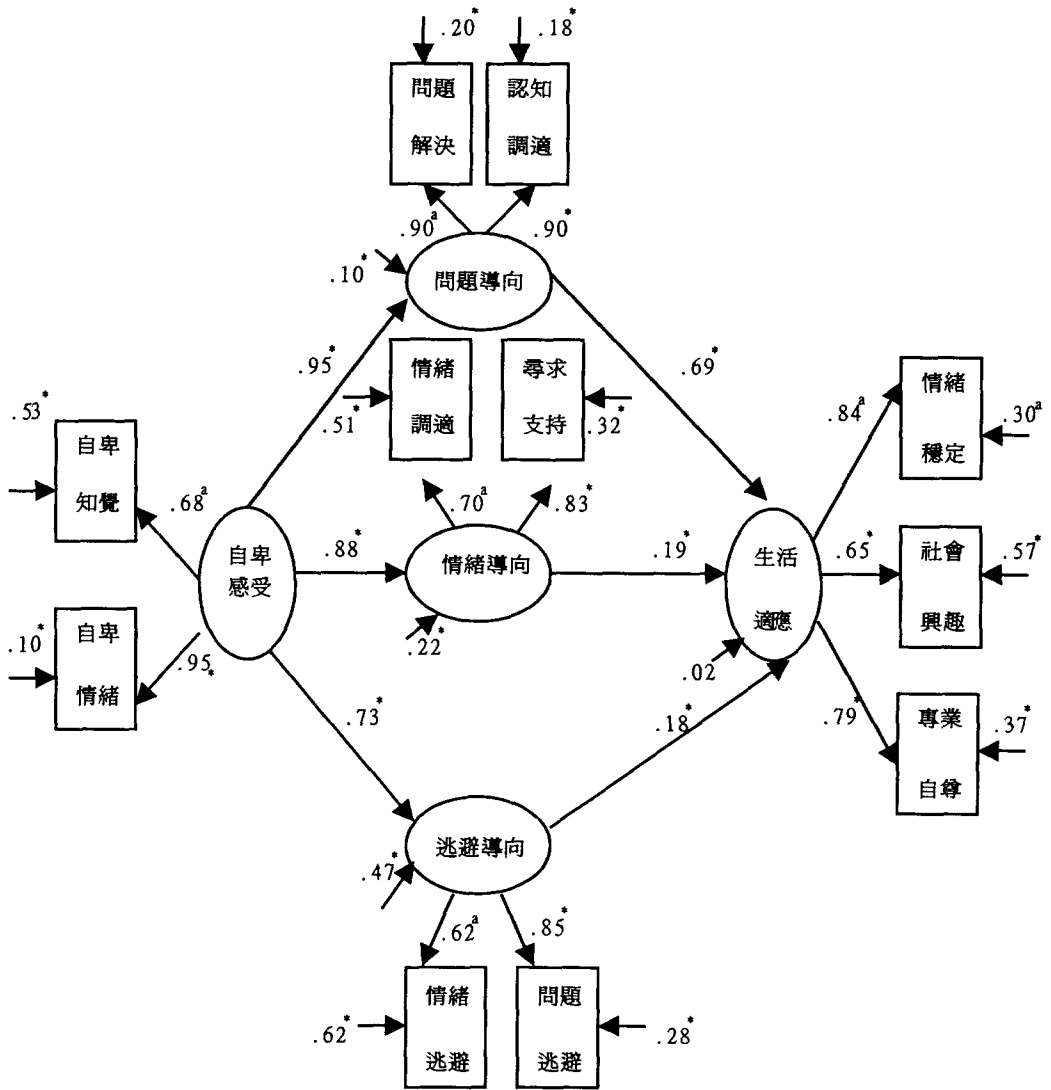 .20*
.18*
問題
解決
認知
調適
.90a
.90*
.10*
問題導向
.95*
.69*
情緒
調適
尋求
支持
.51*
.32*
情緒
穩定
.84a
.30a
.53*
自卑
知覺
.68a
.70a
.83*
自卑
感受
.88*
情緒導向
.19*
生活
適應
.65*
社會
興趣
.57*
.10*
自卑
情緒
.95*
.22*
.02
.73*
.18*
.79*
專業
自尊
.37*
逃避導向
.47*
.62a
.85*
情緒
逃避
問題
逃避
.62*
.28*